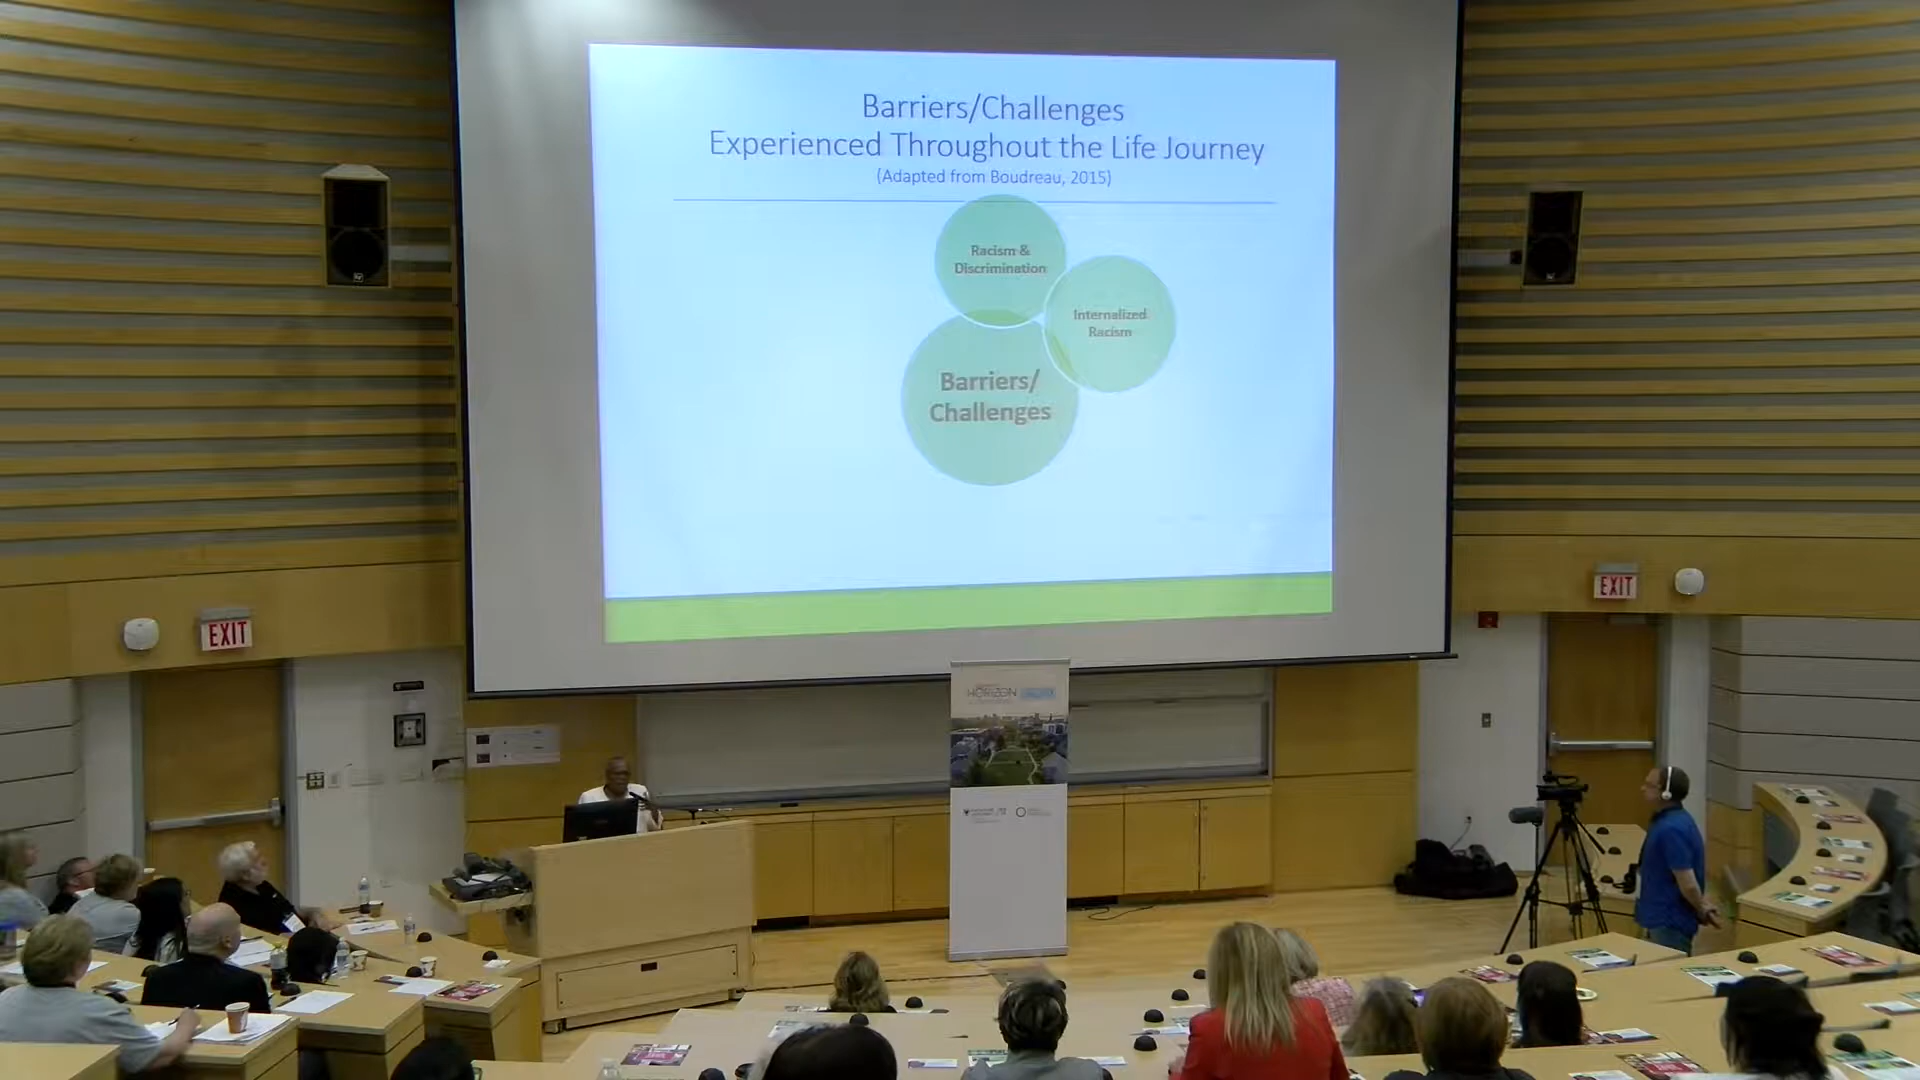 Barriers/Challenges
Experienced Throughout the Life Journey
(Adapted from Boudreau, 2015)
Racism &
Discrimination
Internalized
Racism
Barriers/
Challenges
EXIT
EXIT
HORIZON